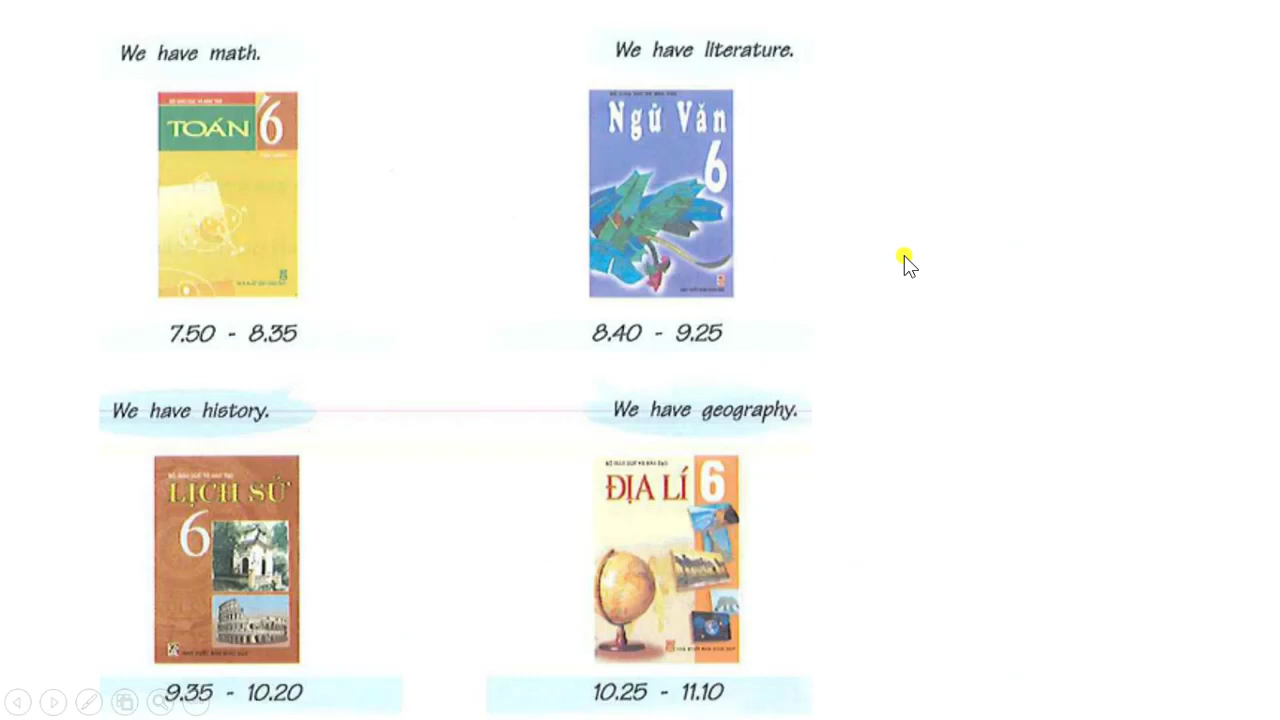 We have math.
We have literature.
TOÁN 6
Ngữ Văn
6
7.50 - 8.35
8.40 - 9.25
We have history.
We have geography.
LỊCH SỬ
6
ĐỊA LÍ 6
9.35 - 10.20
10.25 - 11.10